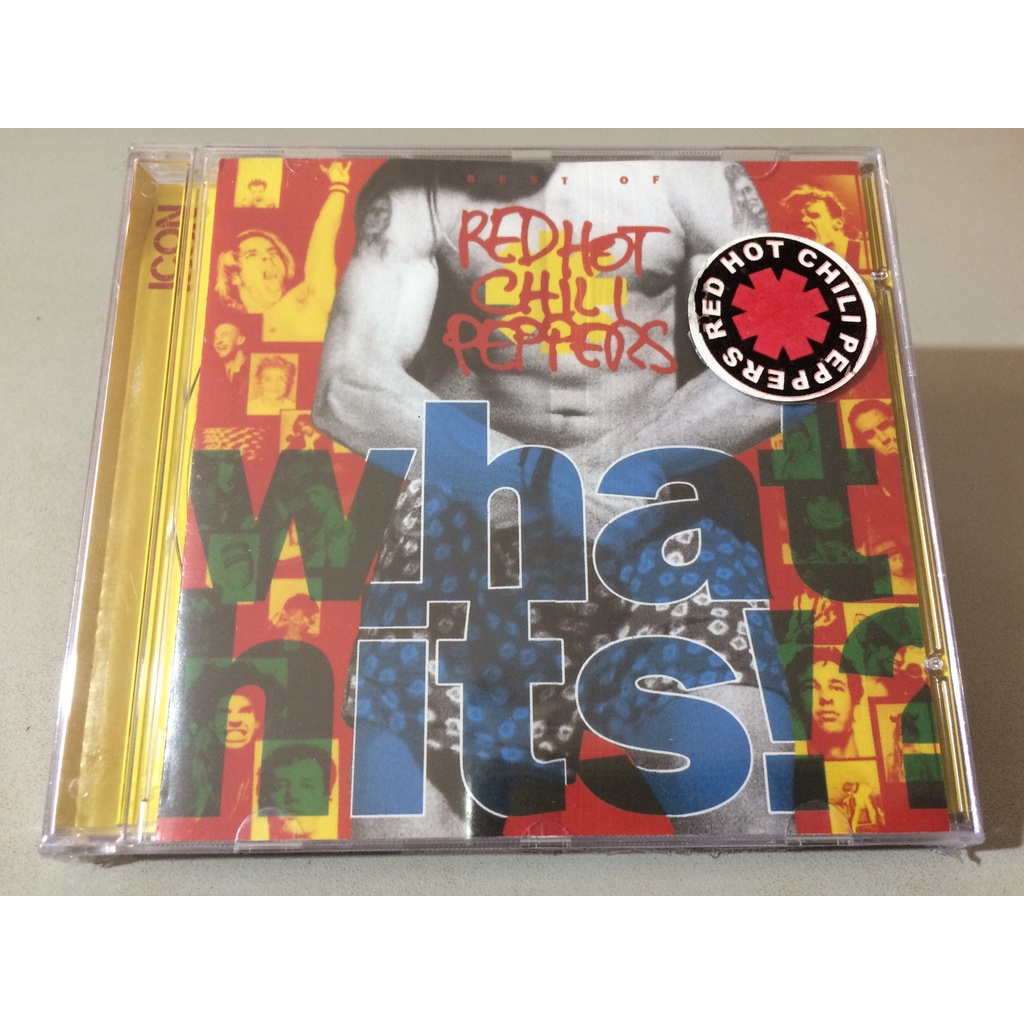 ICON
BEST OF
RED HOT
CHILI
PEPPERS
RED HOT CHILI PEPPERS
what
hits!?